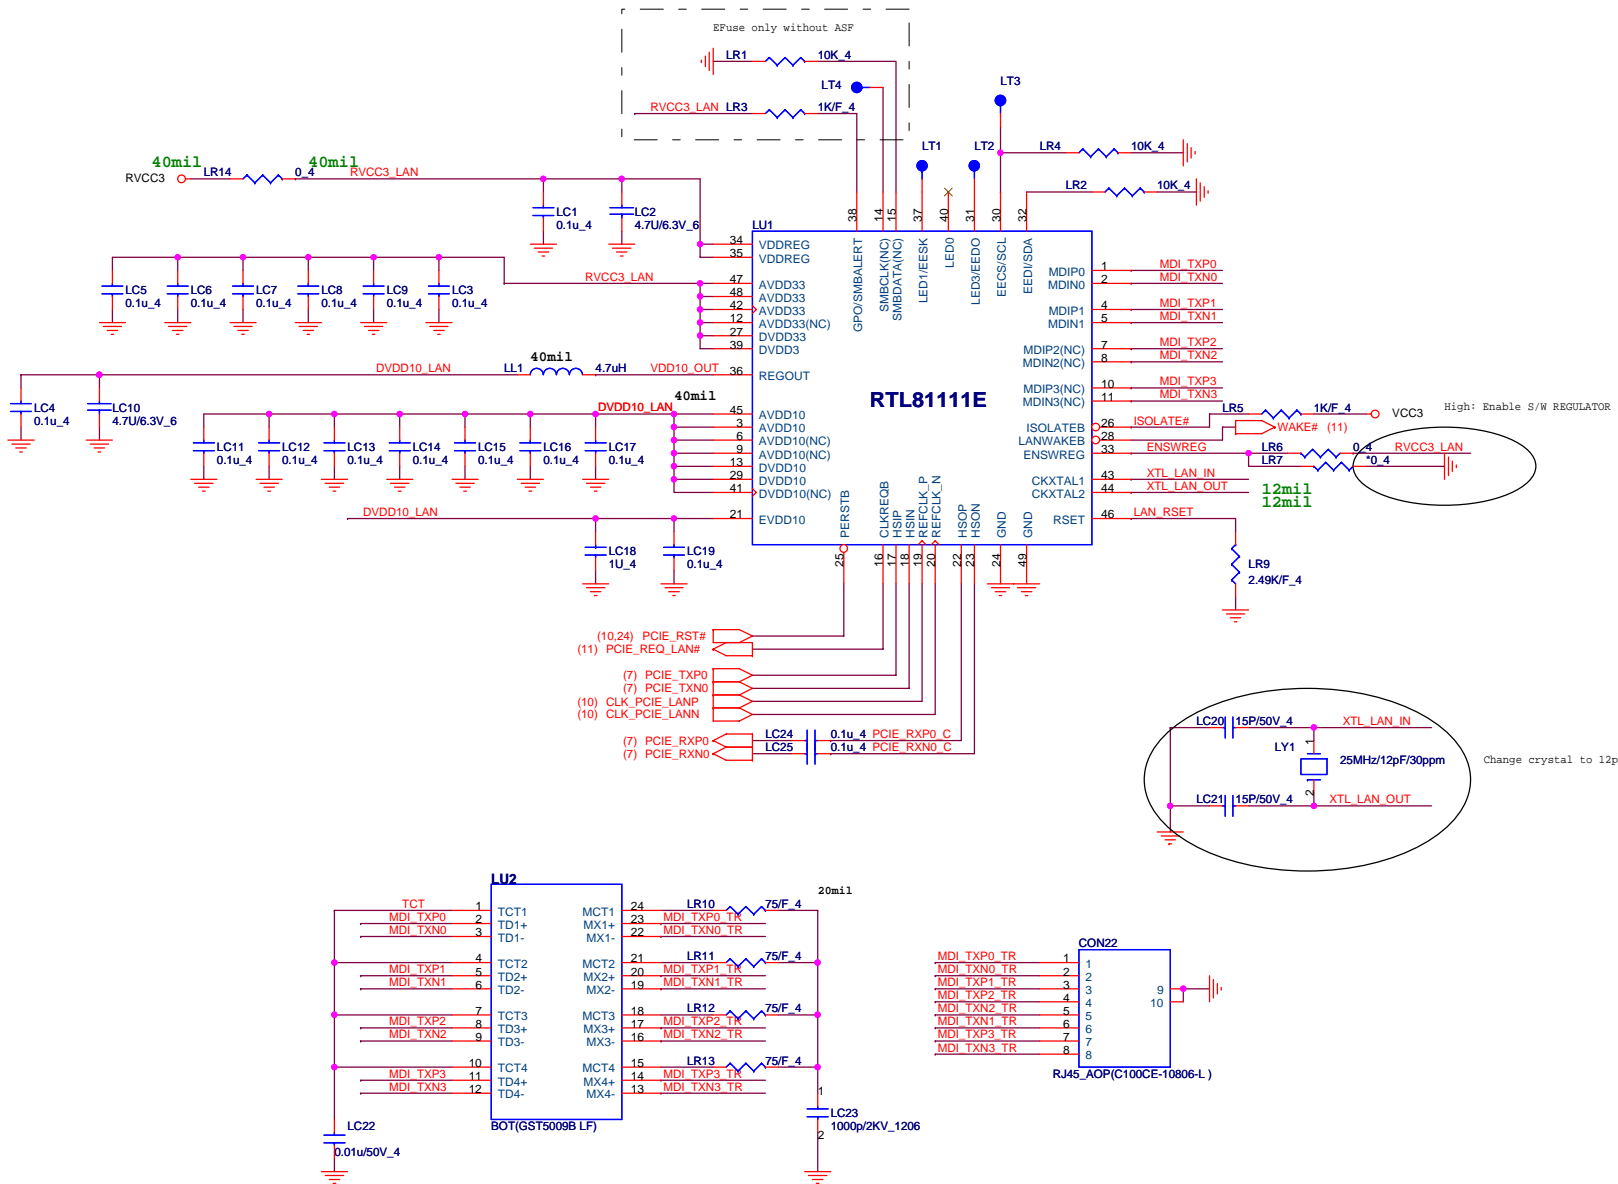 EFuse only without ASF
LR1 10K_4
LT4
RVCC3_LAN LR3 1K/F_4
LT3
LT1 LT2
LR4 10K_4
LR2 10K_4
40mil 40mil
RVCC3 LR14 0_4 RVCC3_LAN
LC1
0.1u_4
LC2
4.7U/6.3V_6
38 14 15 37 40 31 30 32
LU1
GPO/SMBALERT
SMBCLK(NC)
SMBDATA(NC)
LED1/EESK
LED0
LED3/EEDO
EECS/SCL
EEDI/SDA
34 VDDREG
35 VDDREG
RVCC3_LAN
47 AVDD33
48 AVDD33
42 AVDD33
12 AVDD33(NC)
27 DVDD33
39 DVDD3
LC5
0.1u_4
LC6
0.1u_4
LC7
0.1u_4
LC8
0.1u_4
LC9
0.1u_4
LC3
0.1u_4
40mil
DVDD10_LAN LL1 4.7uH VDD10_OUT 36 REGOUT
LC4
0.1u_4
LC10
4.7U/6.3V_6
40mil
DVDD10_LAN
45 AVDD10
3 AVDD10
6 AVDD10(NC)
9 AVDD10(NC)
13 DVDD10
29 DVDD10
41 DVDD10(NC)
LC11
0.1u_4
LC12
0.1u_4
LC13
0.1u_4
LC14
0.1u_4
LC15
0.1u_4
LC16
0.1u_4
LC17
0.1u_4
DVDD10_LAN 21 EVDD10
LC18
1U_4
LC19
0.1u_4
RTL81111E
MDIP0 1 MDI_TXP0
MDIN0 2 MDI_TXN0
MDIP1 4 MDI_TXP1
MDIN1 5 MDI_TXN1
MDIP2(NC) 7 MDI_TXP2
MDIN2(NC) 8 MDI_TXN2
MDIP3(NC) 10 MDI_TXP3
MDIN3(NC) 11 MDI_TXN3
ISOLATEB 26 ISOLATE# LR5 1K/F_4 VCC3
LANWAKEB 28 WAKE# (11)
ENSWREG 33 ENSWREG LR6 0_4 RVCC3_LAN
LR7 *0_4
High: Enable S/W REGULATOR
CKXTAL1 43 XTL_LAN_IN
CKXTAL2 44 XTL_LAN_OUT
12mil
12mil
RSET 46 LAN_RSET
LR9
2.49K/F_4
PERSTB
CLKREQB
HSIP
HSIN
REFCLK_P
REFCLK_N
HSOP
HSON
GND
GND
25 16 17 18 19 20 22 23 24 49
(10,24) PCIE_RST#
(11) PCIE_REQ_LAN#
(7) PCIE_TXP0
(7) PCIE_TXN0
(10) CLK_PCIE_LANP
(10) CLK_PCIE_LANN
(7) PCIE_RXP0 LC24 0.1u_4 PCIE_RXP0_C
(7) PCIE_RXN0 LC25 0.1u_4 PCIE_RXN0_C
LC20 15P/50V_4 XTL_LAN_IN
1
LY1 25MHz/12pF/30ppm
2
LC21 15P/50V_4 XTL_LAN_OUT
Change crystal to 12p
LU2
20mil
TCT 1 TCT1 MCT1 24 LR10 75/F_4
MDI_TXP0 2 TD1+ MX1+ 23 MDI_TXP0_TR
MDI_TXN0 3 TD1- MX1- 22 MDI_TXN0_TR
4 TCT2 MCT2 21 LR11 75/F_4
MDI_TXP1 5 TD2+ MX2+ 20 MDI_TXP1_TR
MDI_TXN1 6 TD2- MX2- 19 MDI_TXN1_TR
7 TCT3 MCT3 18 LR12 75/F_4
MDI_TXP2 8 TD3+ MX3+ 17 MDI_TXP2_TR
MDI_TXN2 9 TD3- MX3- 16 MDI_TXN2_TR
10 TCT4 MCT4 15 LR13 75/F_4
MDI_TXP3 11 TD4+ MX4+ 14 MDI_TXP3_TR
MDI_TXN3 12 TD4- MX4- 13 MDI_TXN3_TR
BOT(GST5009B LF)
LC22
0.01u/50V_4
1
LC23
1000p/2KV_1206
2
CON22
MDI_TXP0_TR 1 1
MDI_TXN0_TR 2 2
MDI_TXP1_TR 3 3
MDI_TXP2_TR 4 4
MDI_TXN2_TR 5 5
MDI_TXN1_TR 6 6
MDI_TXP3_TR 7 7
MDI_TXN3_TR 8 8
9
10
RJ45_AOP(C100CE-10806-L )